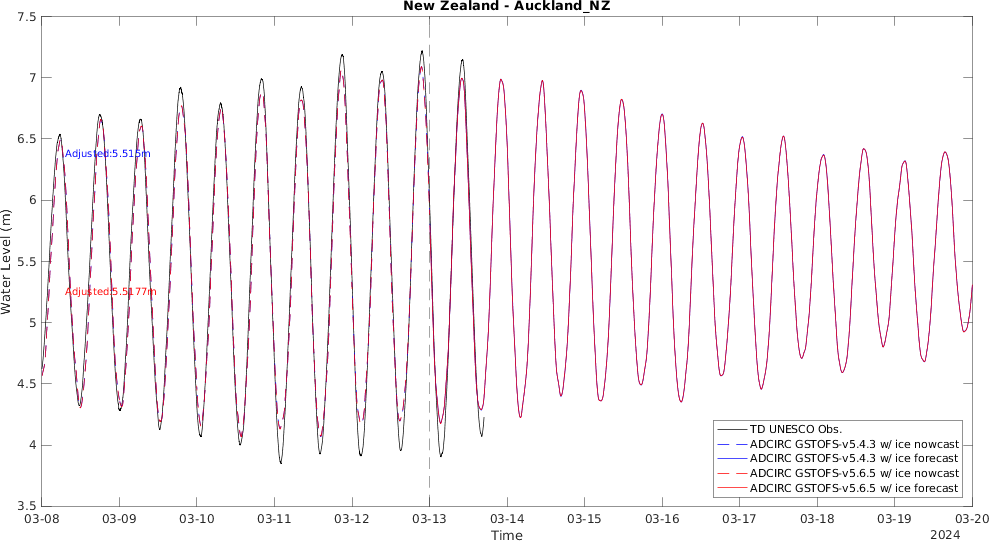 New Zealand - Auckland_NZ
7.5
7
6.5
6
5.5
5
4.5
4
3.5
Water Level (m)
Adjusted:5.515m
Adjusted:5.5177m
TD UNESCO Obs.
ADCIRC GSTOFS-v5.4.3 w/ ice nowcast
ADCIRC GSTOFS-v5.4.3 w/ ice forecast
ADCIRC GSTOFS-v5.6.5 w/ ice nowcast
ADCIRC GSTOFS-v5.6.5 w/ ice forecast
03-08 03-09 03-10 03-11 03-12 03-13 03-14 03-15 03-16 03-17 03-18 03-19 03-20
Time
2024